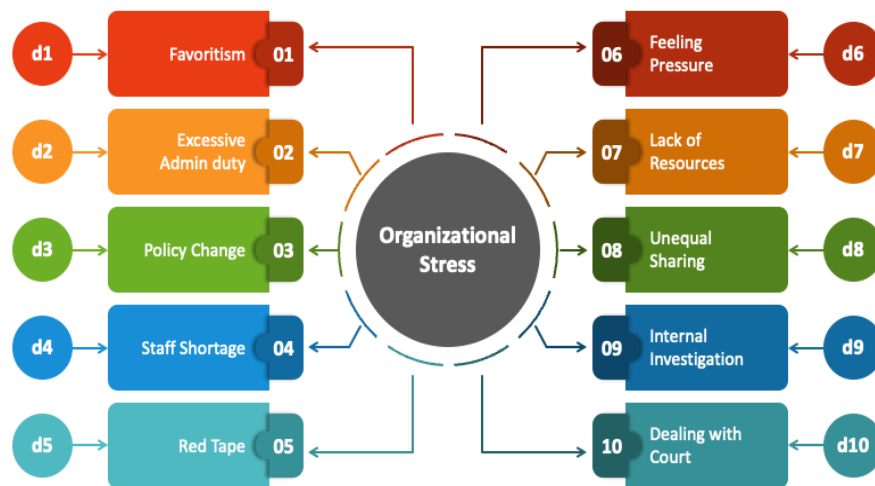 d1
Favoritism
01
d2
Excessive
Admin duty
02
d3
Policy Change
03
d4
Staff Shortage
04
d5
Red Tape
05
Organizational
Stress
06
Feeling
Pressure
d6
07
Lack of
Resources
d7
08
Unequal
Sharing
d8
09
Internal
Investigation
d9
10
Dealing with
Court
d10